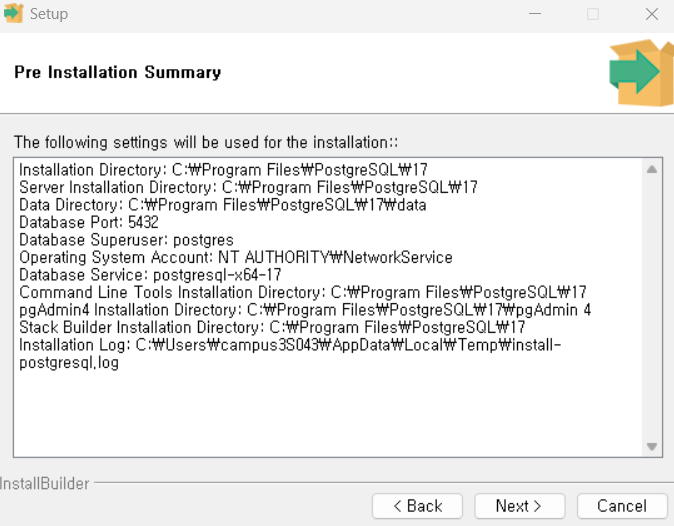 Setup
Pre Installation Summary
The following settings will be used for the installation::
Installation Directory: C:₩Program Files₩PostgreSQL₩17
Server Installation Directory: C:₩Program Files₩PostgreSQL₩17
Data Directory: C:₩Program Files₩PostgreSQL₩17₩data
Database Port: 5432
Database Superuser: postgres
Operating System Account: NT AUTHORITY₩NetworkService
Database Service: postgresql-x64-17
Command Line Tools Installation Directory: C:₩Program Files₩PostgreSQL₩17
pgAdmin4 Installation Directory: C:₩Program Files₩PostgreSQL₩17₩pgAdmin 4
Stack Builder Installation Directory: C:₩Program Files₩PostgreSQL₩17
Installation Log: C:₩Users₩campus3S043₩AppData₩Local₩Temp₩install-
postgresql.log
InstallBuilder
< Back
Next >
Cancel